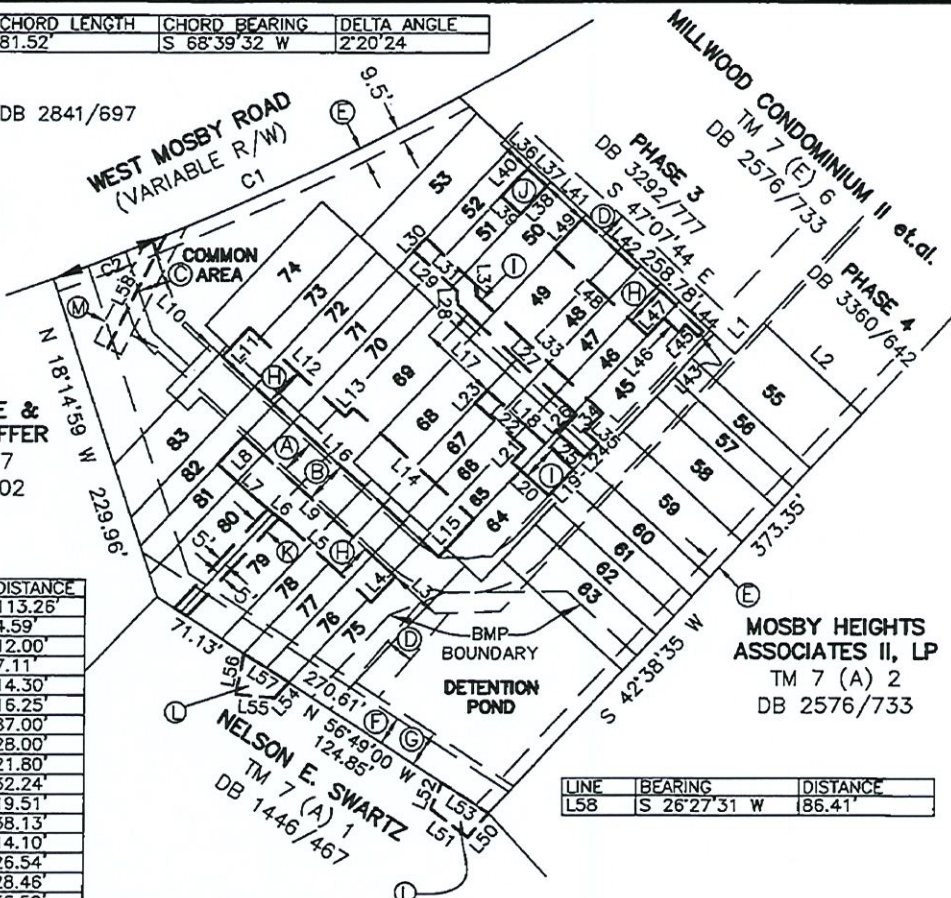 CHORD LENGTH CHORD BEARING DELTA ANGLE
81.52' S 68°39'32 W 2°20'24
DB 2841/697
WEST MOSBY ROAD
(VARIABLE R/W)
C1
9.5'
E
MILLWOOD CONDOMINIUM II et.al.
TM 7 (E) 6
DB 2576/733
PHASE 3
DB 3292/777
S 47°07'44 E
258.78'
PHASE 4
DB 3360/642
C2
L58
C
COMMON
AREA
M
L10
N 18°14'59 W 229.96'
E &
FFER
7
02
53
52
51
50
49
48
47
46
45
74
73
72
71
70
69
68
67
66
65
64
83
82
81
80
79
78
77
76
75
55
56
57
58
59
60
61
62
63
L36
L37
L41
L40
J
L38
L39
L49
D
L42
L44
L1
L2
L30
L31
L29
L28
L32
I
L48
H
L47
L45
L46
L43
L33
L27
L17
L18
L26
L34
L35
L25
L24
L23
L22
L21
L20
L19
I
L11
L12
H
L13
L16
L14
L15
A
B
L8
L7
L6
L9
L5
K
H
L4
L3
5'
5'
D
BMP
BOUNDARY
DETENTION
POND
373.35'
S 42°38'35 W
E
MOSBY HEIGHTS
ASSOCIATES II, LP
TM 7 (A) 2
DB 2576/733
71.13'
L56
L57
L55
L54
L
270.61'
F
G
N 56°49'00 W
124.85'
NELSON E. SWARTZ
TM 7 (A) 1
DB 1446/467
L52
L53
L51
L50
L
LINE BEARING DISTANCE
L58 S 26°27'31 W 86.41'
DISTANCE
113.26'
4.59'
12.00'
7.11'
14.30'
16.25'
37.00'
28.00'
21.80'
52.24'
19.51'
14.10'
26.54'
28.46'